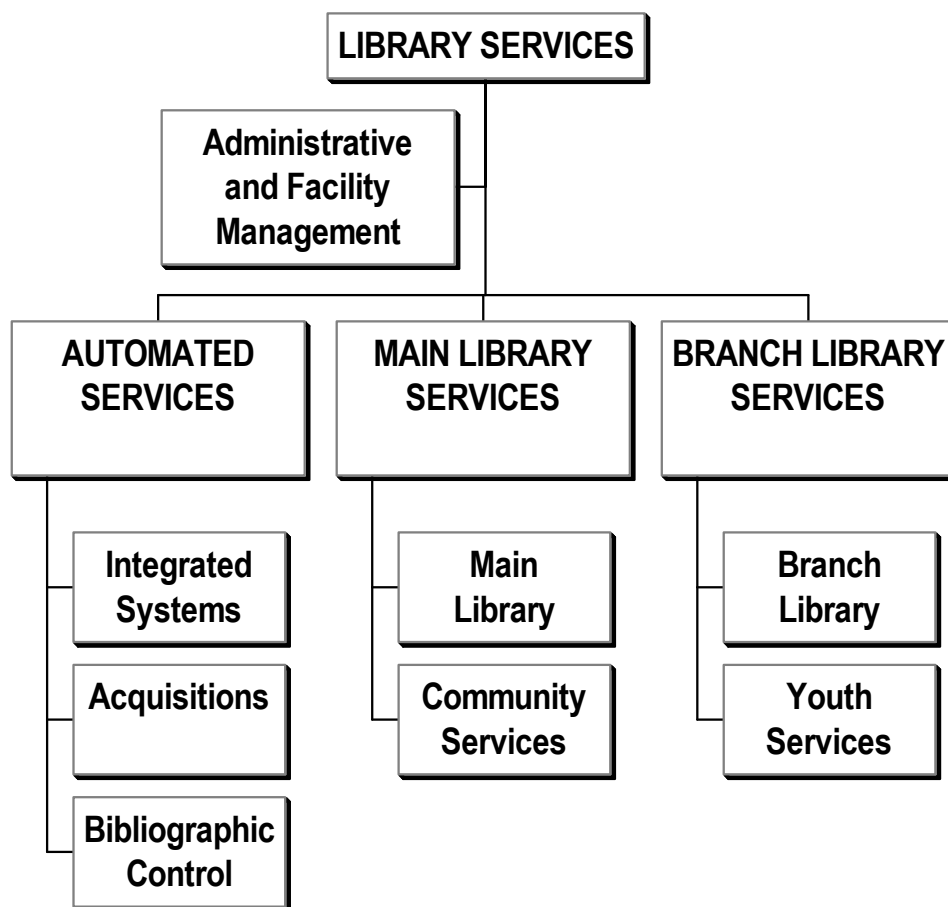 LIBRARY SERVICES
Administrative
and Facility
Management
AUTOMATED
SERVICES
MAIN LIBRARY
SERVICES
BRANCH LIBRARY
SERVICES
Integrated
Systems
Acquisitions
Bibliographic
Control
Main
Library
Community
Services
Branch
Library
Youth
Services